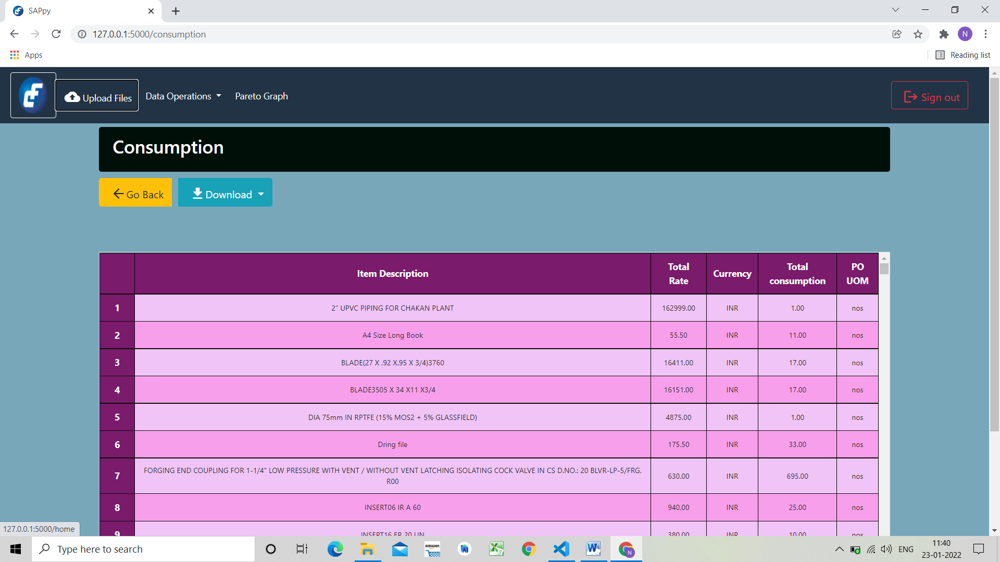 SAPpy
127.0.0.1:5000/consumption
N
Apps
Reading list
Upload Files
Data Operations
Pareto Graph
Sign out
Consumption
Go Back
Download
Item Description
Total Rate
Currency
Total consumption
PO UOM
1 2" UPVC PIPING FOR CHAKAN PLANT 162999.00 INR 1.00 nos
2 A4 Size Long Book 55.50 INR 11.00 nos
3 BLADE(27 X .92 X.95 X 3/4)3760 16411.00 INR 17.00 nos
4 BLADE3505 X 34 X11 X3/4 16151.00 INR 17.00 nos
5 DIA 75mm IN RPTFE (15% MOS2 + 5% GLASSFIELD) 4875.00 INR 1.00 nos
6 Dring file 175.50 INR 33.00 nos
7 FORGING END COUPLING FOR 1-1/4" LOW PRESSURE WITH VENT / WITHOUT VENT LATCHING ISOLATING COCK VALVE IN CS D.NO.: 20 BLVR-LP-5/FRG.
R00 630.00 INR 695.00 nos
8 INSERT06 IR A 60 940.00 INR 25.00 nos
9 INSERT16 ER 20 UN 380.00 INR 10.00 nos
127.0.0.1:5000/home
Type here to search
amazon
N
ENG
11:40
23-01-2022